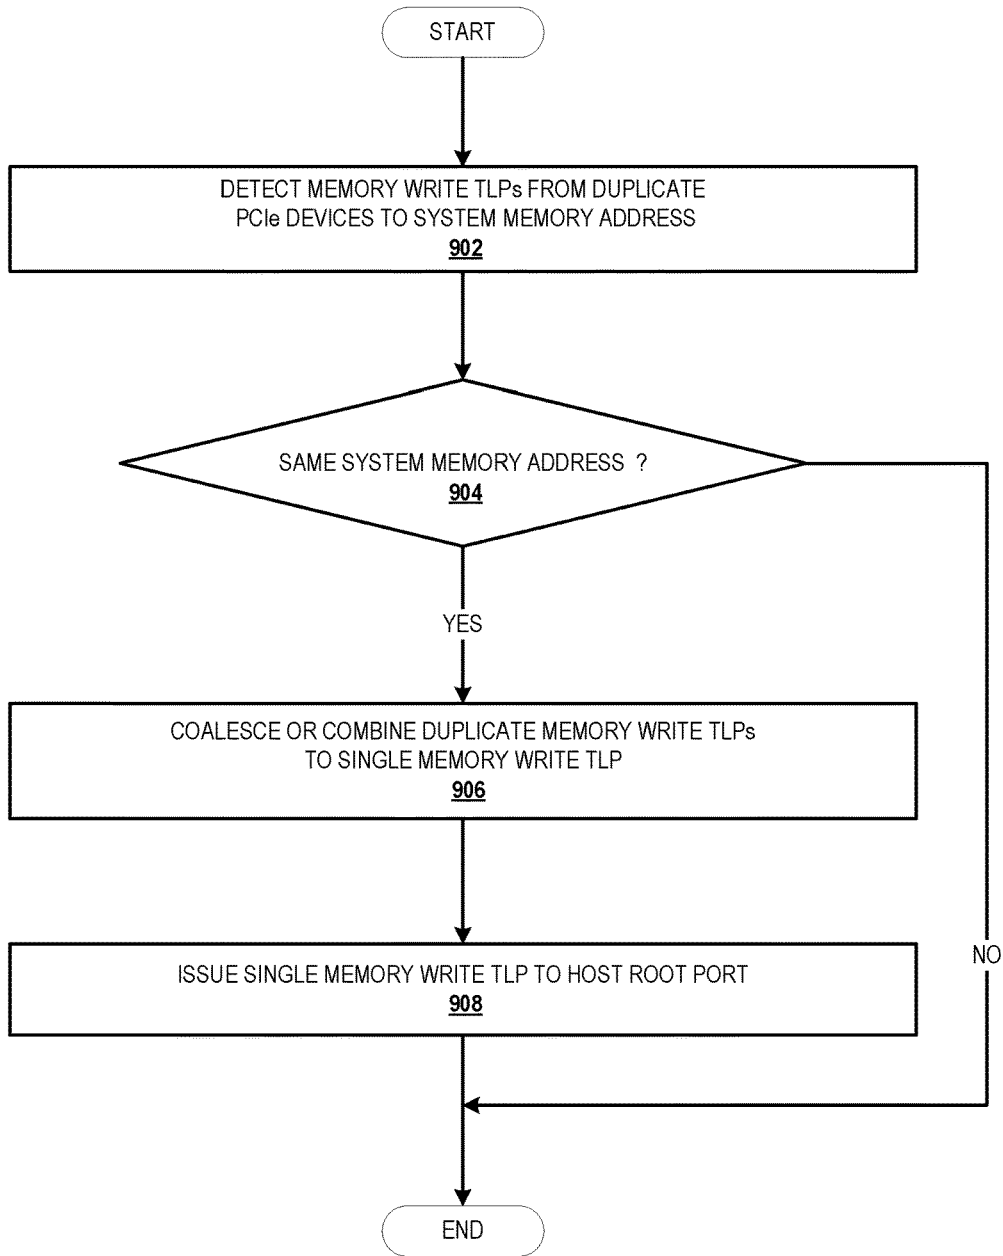 START
DETECT MEMORY WRITE TLPs FROM DUPLICATE
PCIe DEVICES TO SYSTEM MEMORY ADDRESS
902
SAME SYSTEM MEMORY ADDRESS ?
904
YES
COALESCE OR COMBINE DUPLICATE MEMORY WRITE TLPs
TO SINGLE MEMORY WRITE TLP
906
ISSUE SINGLE MEMORY WRITE TLP TO HOST ROOT PORT
908
NO
END